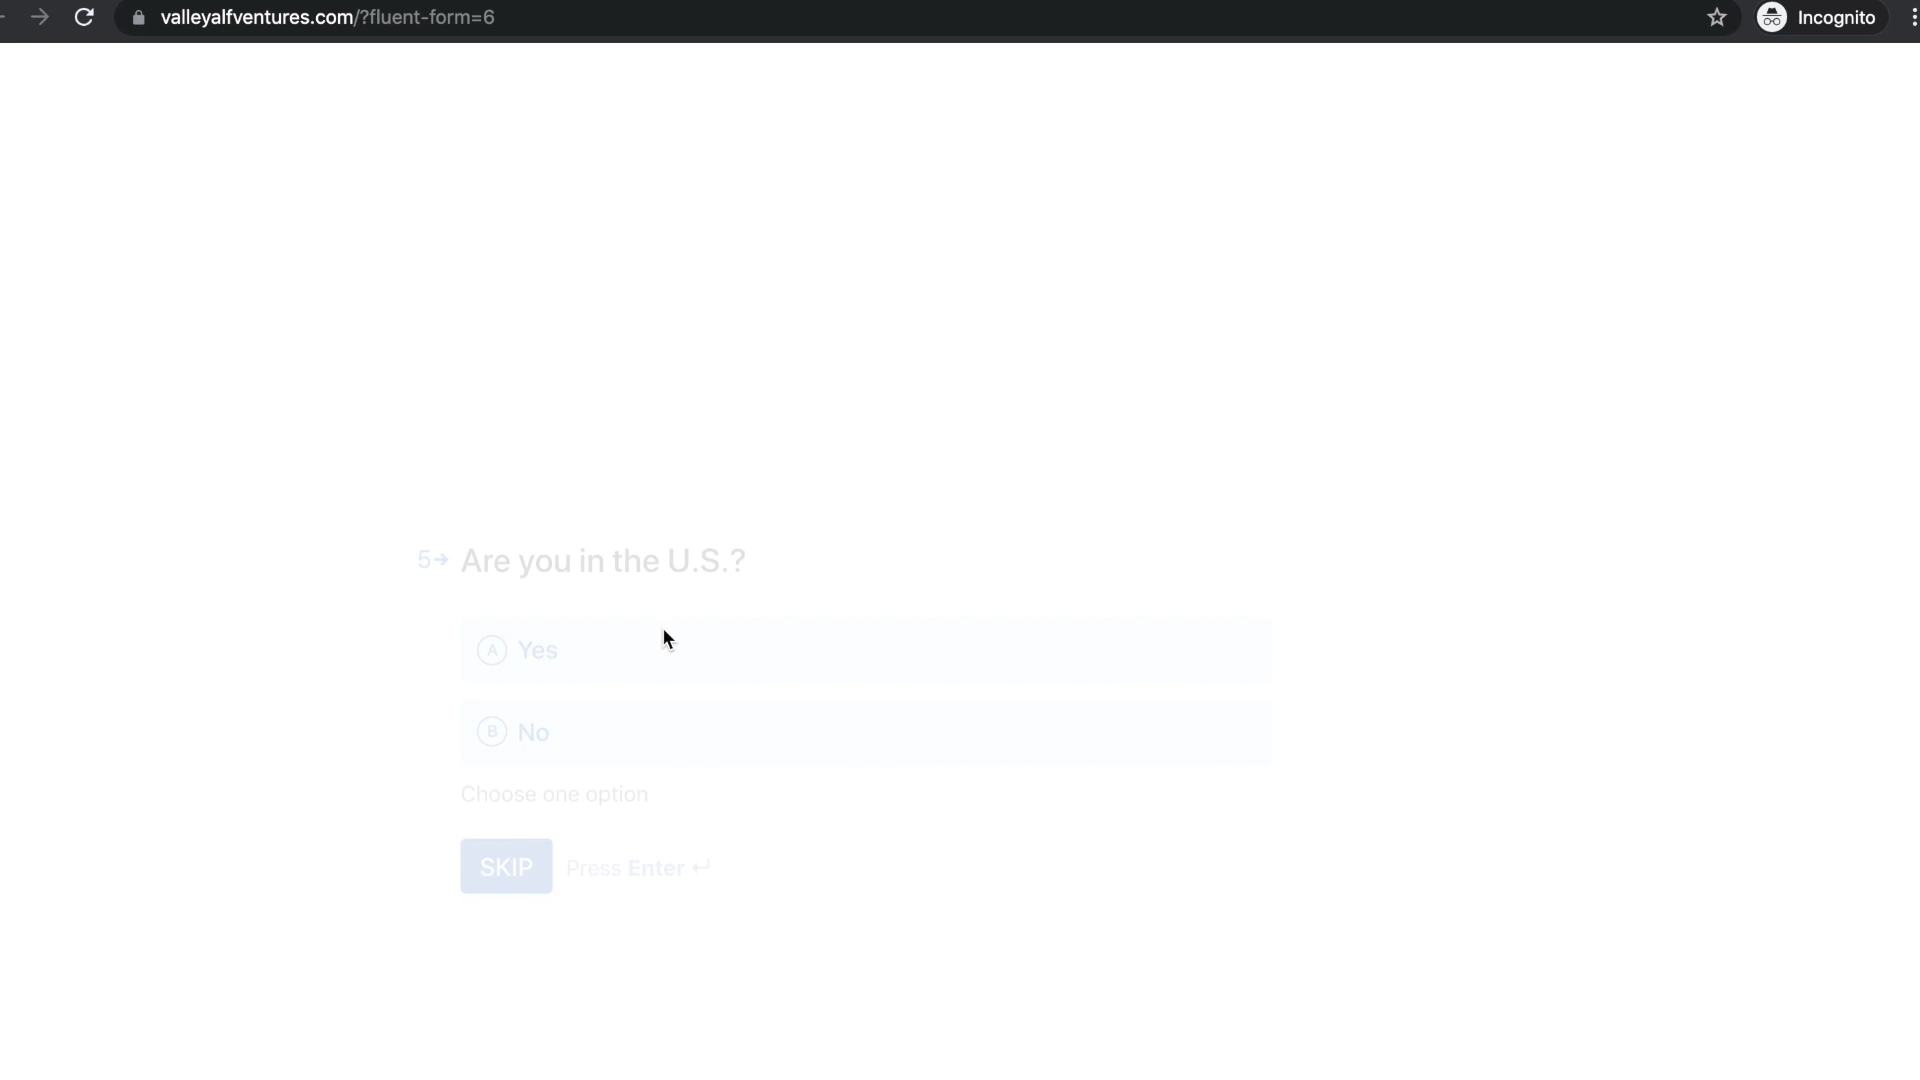 valleyalfventures.com/?fluent-form=6
Incognito
5→ Are you in the U.S.?
A Yes
B No
Choose one option
SKIP Press Enter ↵